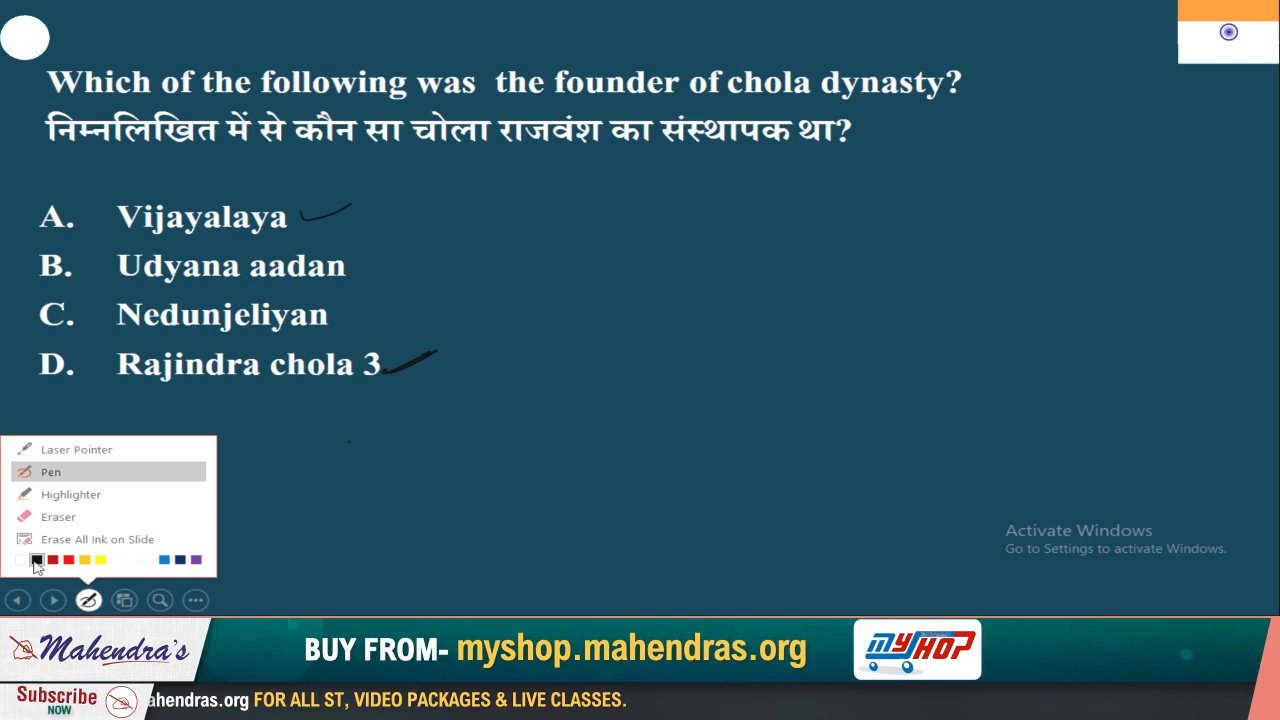 Which of the following was the founder of chola dynasty?
निम्नलिखित में से कौन सा चोला राजवंश का संस्थापक था?
A. Vijayalaya
B. Udyana aadan
C. Nedunjeliyan
D. Rajindra chola 3
Laser Pointer
Pen
Highlighter
Eraser
Erase All Ink on Slide
Activate Windows
Go to Settings to activate Windows.
Mahendra's
BUY FROM- myshop.mahendras.org
MY SHOP
Subscribe
NOW
ahendras.org FOR ALL ST, VIDEO PACKAGES & LIVE CLASSES.